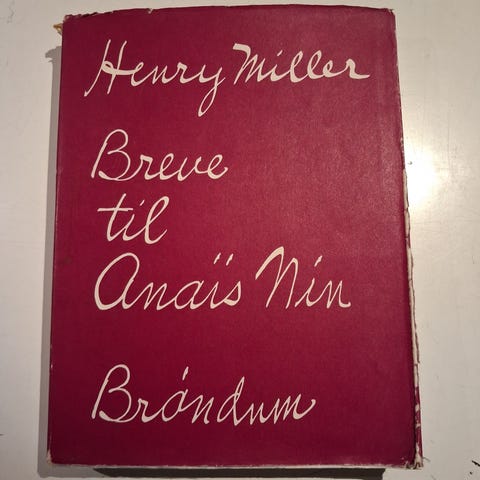 Henry Miller
Breve
til
Anaïs Nin
Bróndum